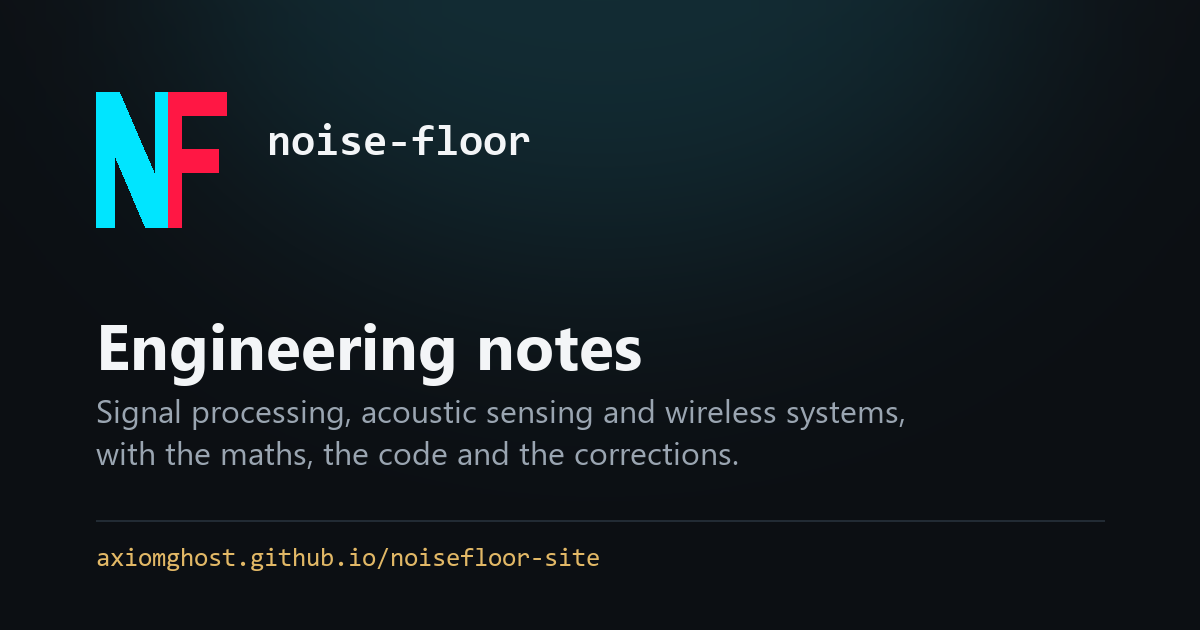 NF
noise-floor
Engineering notes
Signal processing, acoustic sensing and wireless systems,
with the maths, the code and the corrections.
axiomghost.github.io/noisefloor-site